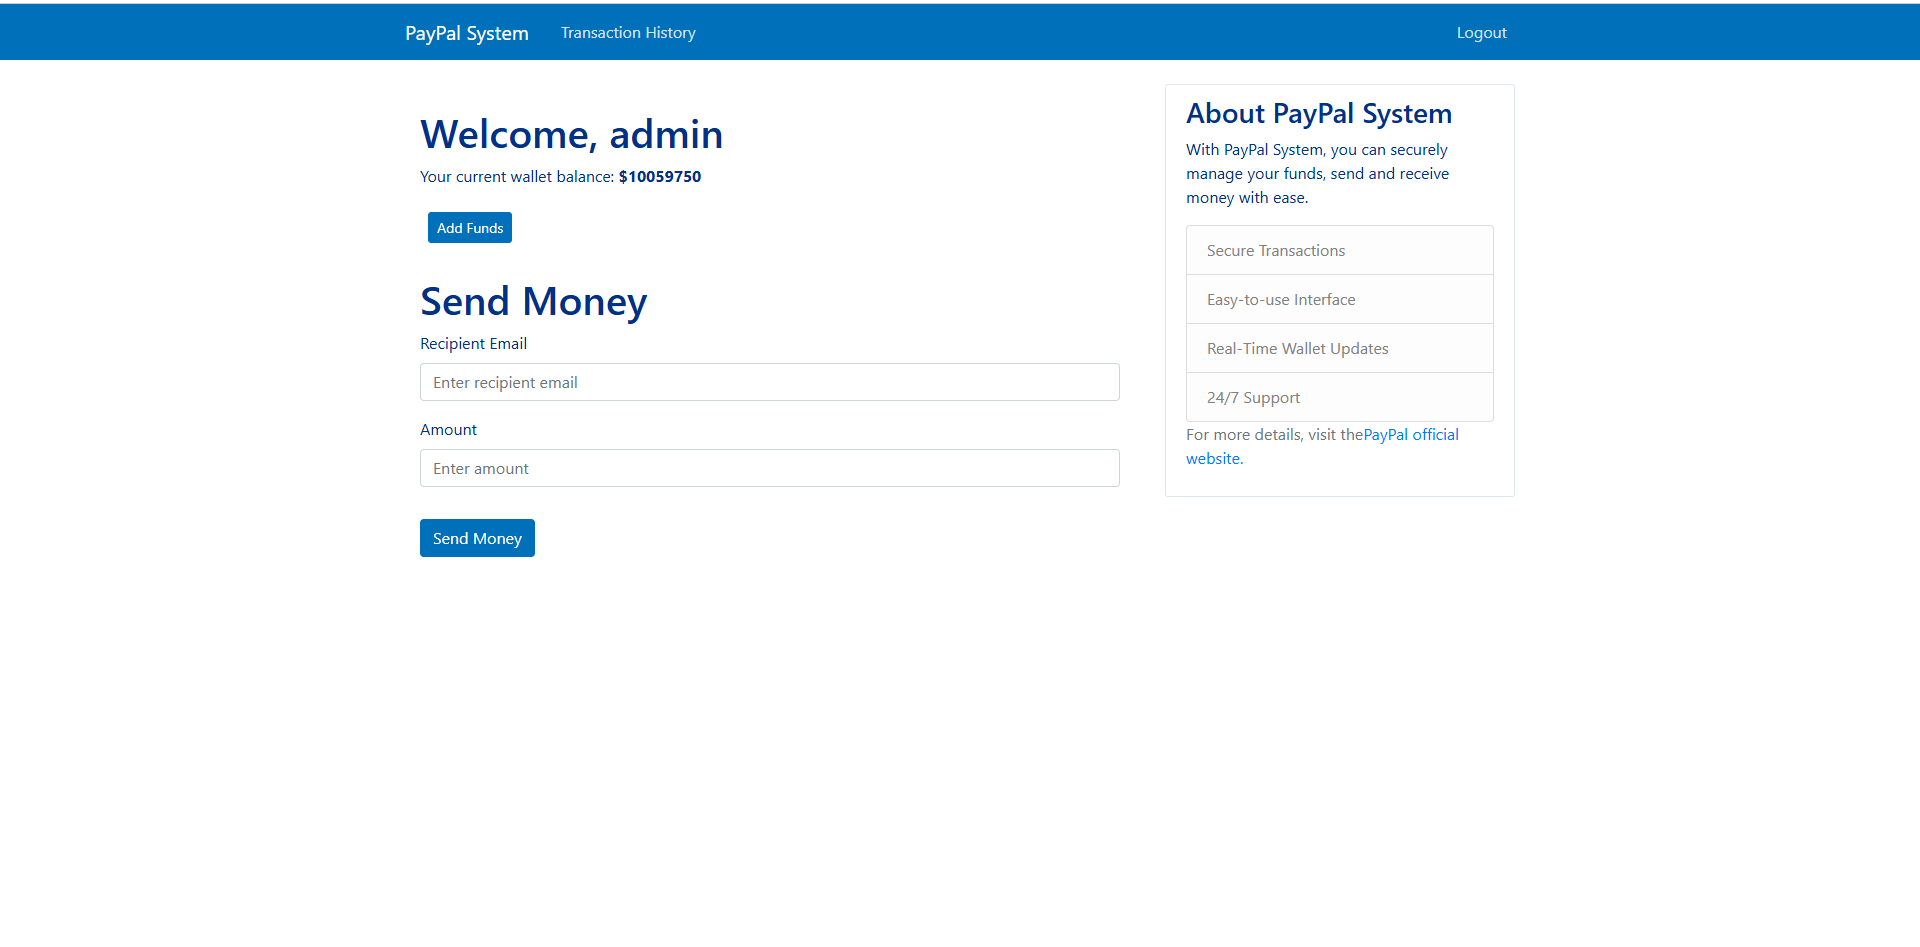 PayPal System Transaction History Logout
Welcome, admin
Your current wallet balance: $10059750
Add Funds
Send Money
Recipient Email
Enter recipient email
Amount
Enter amount
Send Money
About PayPal System
With PayPal System, you can securely
manage your funds, send and receive
money with ease.
Secure Transactions
Easy-to-use Interface
Real-Time Wallet Updates
24/7 Support
For more details, visit thePayPal official
website.